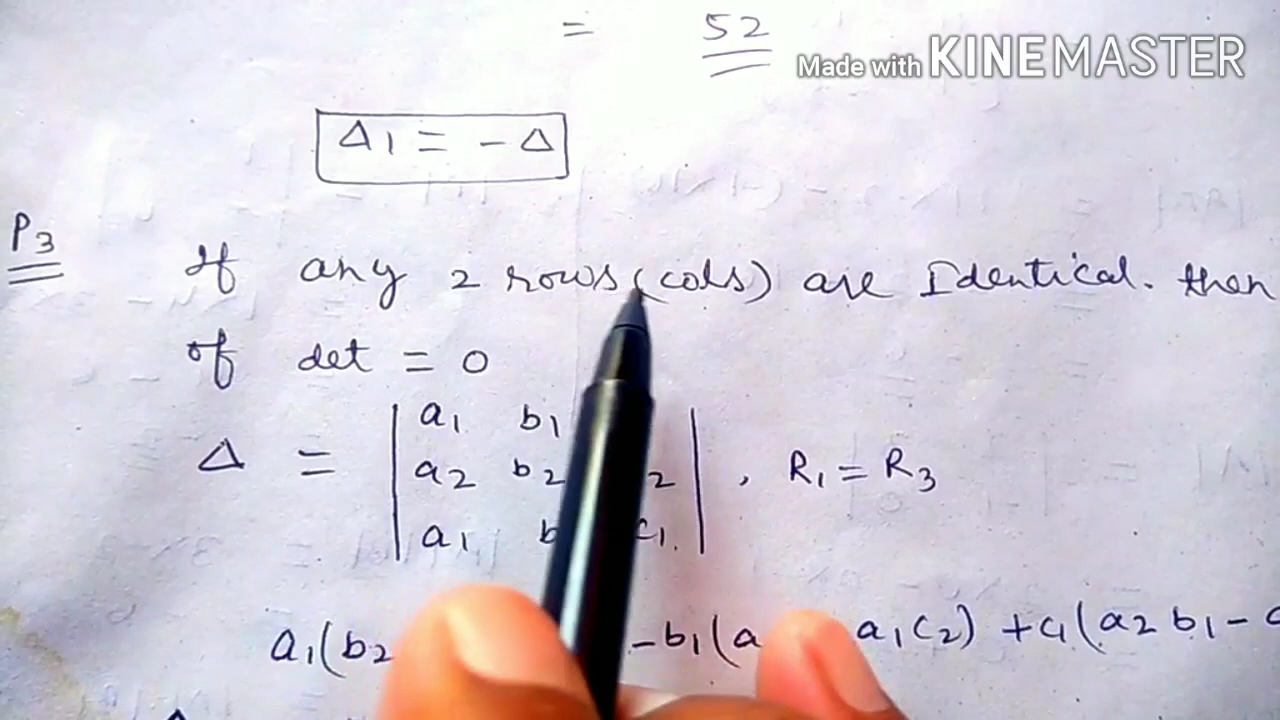 = 52
Made with KINEMASTER
Δ1 = - Δ
P3
If any 2 rows (cols) are Identical. then
of det = 0
a1 b1
Δ = a2 b2 2 , R1 = R3
a1 b c1.
a1(b2 -b1(a a1c2) + c1(a2 b1 -